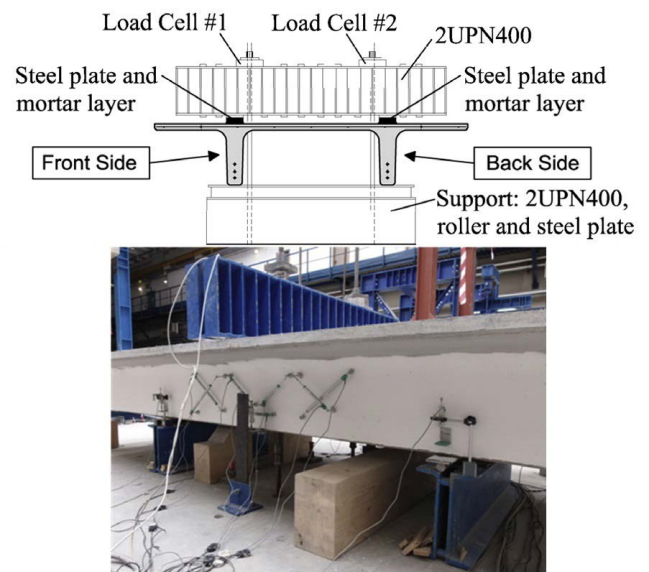 Load Cell #1
Load Cell #2
2UPN400
Steel plate and
mortar layer
Steel plate and
mortar layer
Front Side
Back Side
Support: 2UPN400,
roller and steel plate